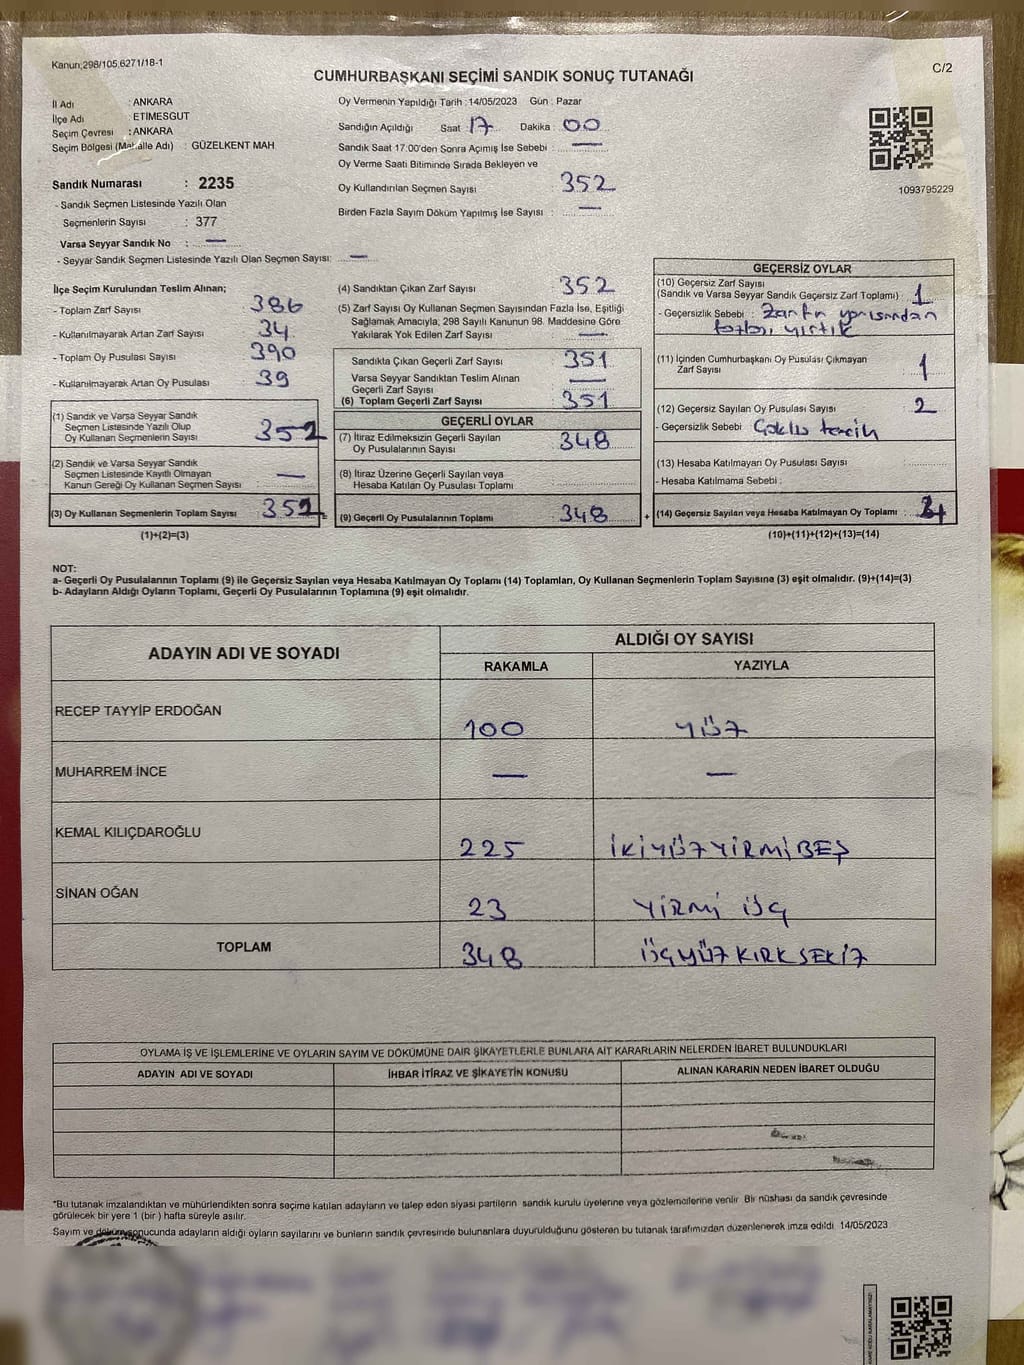 Kanun;298/105,6271/18-1
C/2
CUMHURBAŞKANI SEÇİMİ SANDIK SONUÇ TUTANAĞI
İl Adı : ANKARA
İlçe Adı : ETİMESGUT
Seçim Çevresi : ANKARA
Seçim Bölgesi (Mahalle Adı) : GÜZELKENT MAH
Sandık Numarası : 2235
- Sandık Seçmen Listesinde Yazılı Olan
Seçmenlerin Sayısı : 377
Varsa Seyyar Sandık No : —
- Seyyar Sandık Seçmen Listesinde Yazılı Olan Seçmen Sayısı: —
Oy Vermenin Yapıldığı Tarih : 14/05/2023 Gün : Pazar
Sandığın Açıldığı Saat : 17 Dakika : 00
Sandık Saat 17:00'den Sonra Açımış İse Sebebi : —
Oy Verme Saati Bitiminde Sırada Bekleyen ve
Oy Kullandırılan Seçmen Sayısı : 352
Birden Fazla Sayım Döküm Yapılmış İse Sayısı : —
1093795229
İlçe Seçim Kurulundan Teslim Alınan;
- Toplam Zarf Sayısı : 386
- Kullanılmayarak Artan Zarf Sayısı : 34
- Toplam Oy Pusulası Sayısı : 390
- Kullanılmayarak Artan Oy Pusulası : 39
(1) Sandık ve Varsa Seyyar Sandık
Seçmen Listesinde Yazılı Olup
Oy Kullanan Seçmenlerin Sayısı : 352
(2) Sandık ve Varsa Seyyar Sandık
Seçmen Listesinde Kayıtlı Olmayan
Kanun Gereği Oy Kullanan Seçmen Sayısı : —
(3) Oy Kullanan Seçmenlerin Toplam Sayısı : 352
(1)+(2)=(3)
(4) Sandıktan Çıkan Zarf Sayısı : 352
(5) Zarf Sayısı Oy Kullanan Seçmen Sayısından Fazla İse, Eşitliği
Sağlamak Amacıyla, 298 Sayılı Kanunun 98. Maddesine Göre
Yakılarak Yok Edilen Zarf Sayısı : —
Sandıkta Çıkan Geçerli Zarf Sayısı : 351
Varsa Seyyar Sandıktan Teslim Alınan
Geçerli Zarf Sayısı : —
(6) Toplam Geçerli Zarf Sayısı : 351
GEÇERLİ OYLAR
(7) İtiraz Edilmeksizin Geçerli Sayılan
Oy Pusulalarının Sayısı : 348
(8) İtiraz Üzerine Geçerli Sayılan veya
Hesaba Katılan Oy Pusulası Toplamı :
(9) Geçerli Oy Pusulalarının Toplamı : 348
+
GEÇERSİZ OYLAR
(10) Geçersiz Zarf Sayısı
(Sandık ve Varsa Seyyar Sandık Geçersiz Zarf Toplamı) : 1
- Geçersizlik Sebebi : Zarfın yarısından
fazlası yırtık
(11) İçinden Cumhurbaşkanı Oy Pusulası Çıkmayan
Zarf Sayısı : 1
(12) Geçersiz Sayılan Oy Pusulası Sayısı : 2
- Geçersizlik Sebebi : Çoklu tercih
(13) Hesaba Katılmayan Oy Pusulası Sayısı :
- Hesaba Katılmama Sebebi :
(14) Geçersiz Sayılan veya Hesaba Katılmayan Oy Toplamı :
(10)+(11)+(12)+(13)=(14)
NOT:
a- Geçerli Oy Pusulalarının Toplamı (9) ile Geçersiz Sayılan veya Hesaba Katılmayan Oy Toplamı (14) Toplamları, Oy Kullanan Seçmenlerin Toplam Sayısına (3) eşit olmalıdır. (9)+(14)=(3)
b- Adayların Aldığı Oyların Toplamı, Geçerli Oy Pusulalarının Toplamına (9) eşit olmalıdır.
ADAYIN ADI VE SOYADI
ALDIĞI OY SAYISI
RAKAMLA YAZIYLA
RECEP TAYYİP ERDOĞAN 100 YÜZ
MUHARREM İNCE — —
KEMAL KILIÇDAROĞLU 225 İKİYÜZYİRMİBEŞ
SİNAN OĞAN 23 YİRMİ ÜÇ
TOPLAM 348 ÜÇYÜZKIRKSEKİZ
OYLAMA İŞ VE İŞLEMLERİNE VE OYLARIN SAYIM VE DÖKÜMÜNE DAİR ŞİKAYETLERLE BUNLARA AİT KARARLARIN NELERDEN İBARET BULUNDUKLARI
ADAYIN ADI VE SOYADI İHBAR İTİRAZ VE ŞİKAYETİN KONUSU ALINAN KARARIN NEDEN İBARET OLDUĞU
*Bu tutanak imzalandıktan ve mühürlendikten sonra seçime katılan adayların ve talep eden siyasi partilerin sandık kurulu üyelerine veya gözlemcilerine verilir. Bir nüshası da sandık çevresinde
görülecek bir yere 1 (bir ) hafta süreyle asılır.
Sayım ve döküm sonucunda adayların aldığı oyların sayılarını ve bunların sandık çevresinde bulunanlara duyurulduğunu gösteren bu tutanak tarafımızdan düzenlenerek imza edildi 14/05/2023